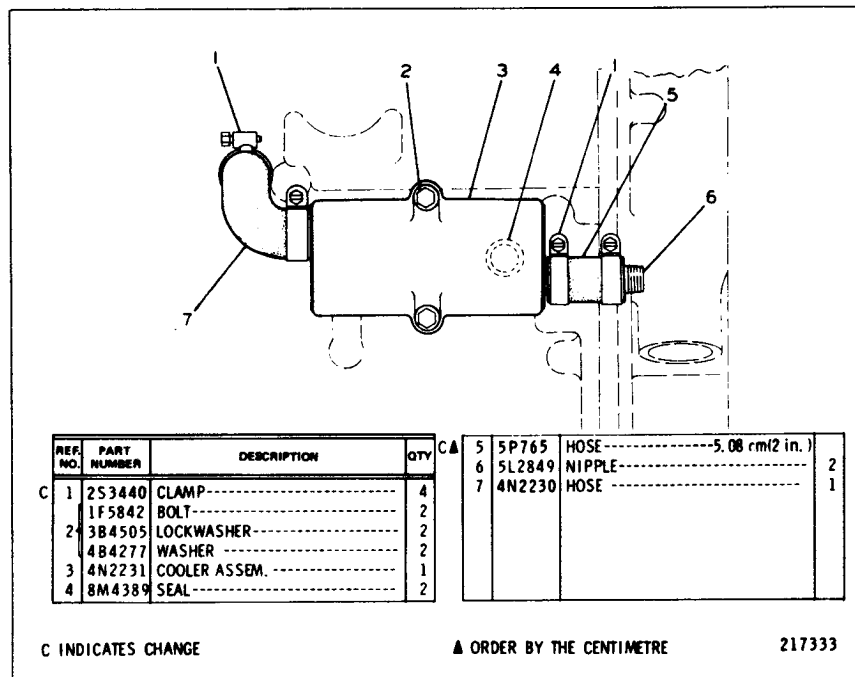 1 2 3 4 1 5
6
7
REF. NO. PART NUMBER DESCRIPTION QTY
C 1 2S3440 CLAMP------------------------- 4
1F5842 BOLT-------------------------- 2
2 3B4505 LOCKWASHER------------------- 2
4B4277 WASHER ---------------------- 2
3 4N2231 COOLER ASSEM. --------------- 1
4 8M4389 SEAL-------------------------- 2
C▲ 5 5P765 HOSE-------------5.08 cm(2 in.)
6 5L2849 NIPPLE----------------------- 2
7 4N2230 HOSE ------------------------ 1
C INDICATES CHANGE
▲ ORDER BY THE CENTIMETRE
217333